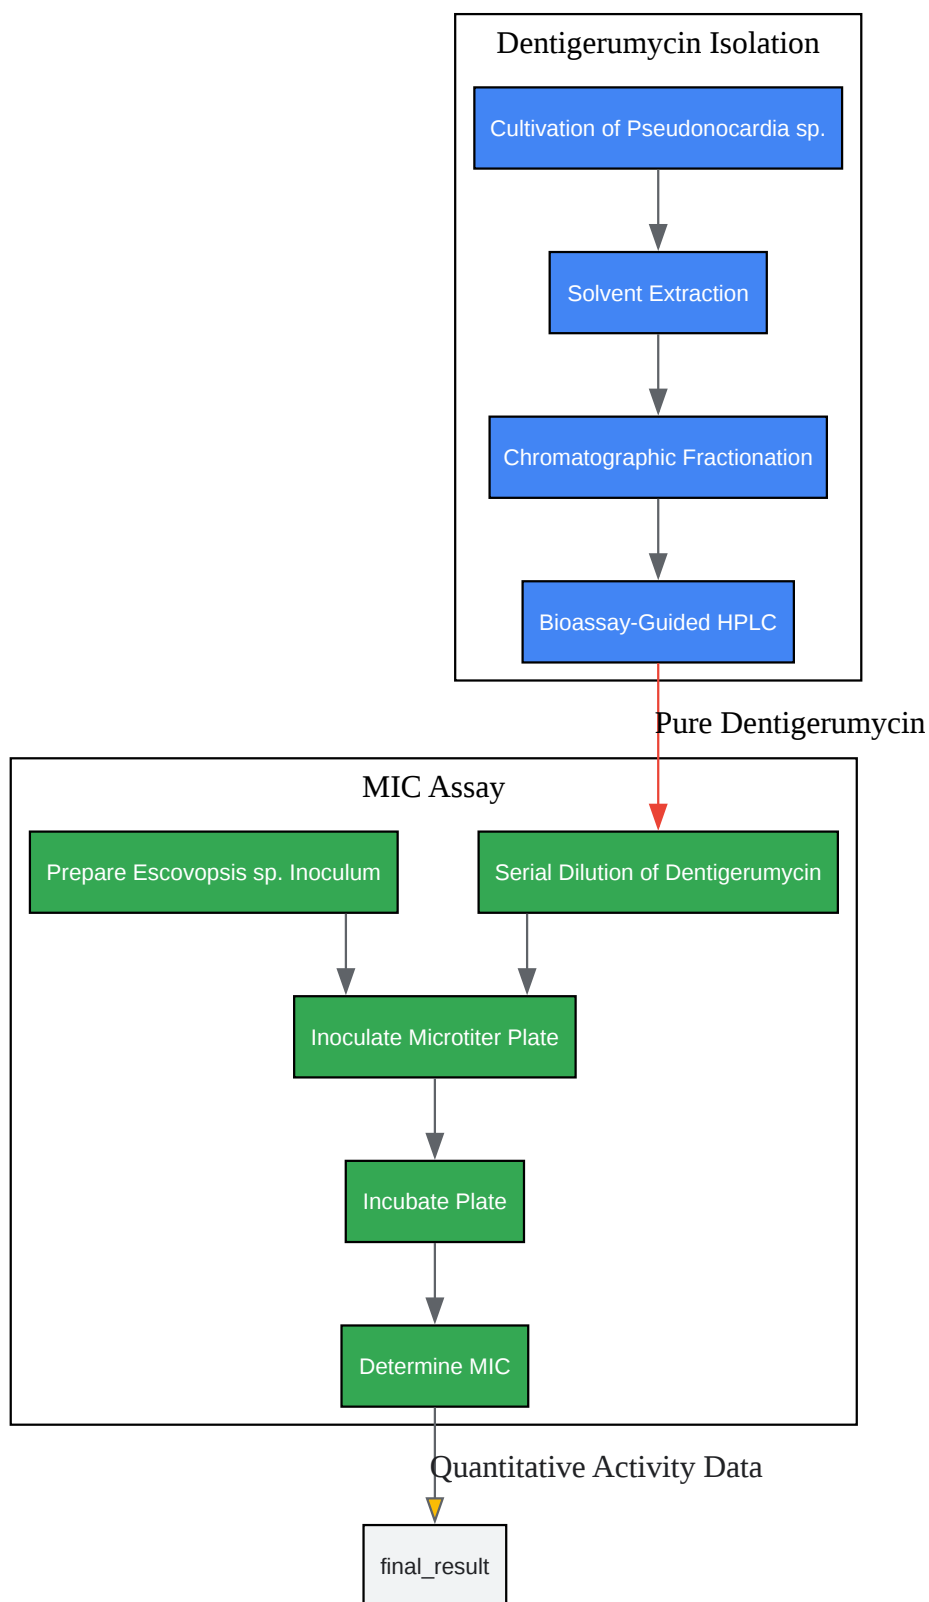 Dentigerumycin Isolation
Cultivation of Pseudonocardia sp.
Solvent Extraction
Chromatographic Fractionation
Bioassay-Guided HPLC
Pure Dentigerumycin
MIC Assay
Prepare Escovopsis sp. Inoculum
Serial Dilution of Dentigerumycin
Inoculate Microtiter Plate
Incubate Plate
Determine MIC
Quantitative Activity Data
final_result